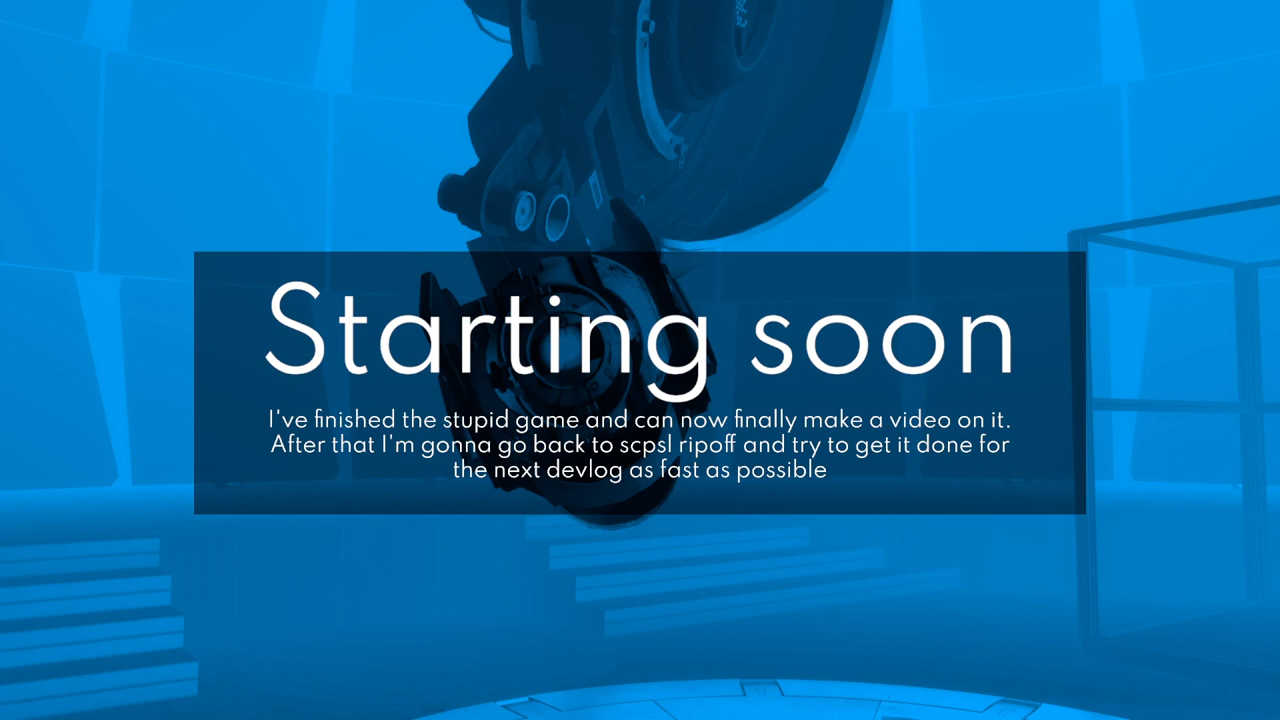 Starting soon
I've finished the stupid game and can now finally make a video on it.
After that I'm gonna go back to scpsl ripoff and try to get it done for
the next devlog as fast as possible